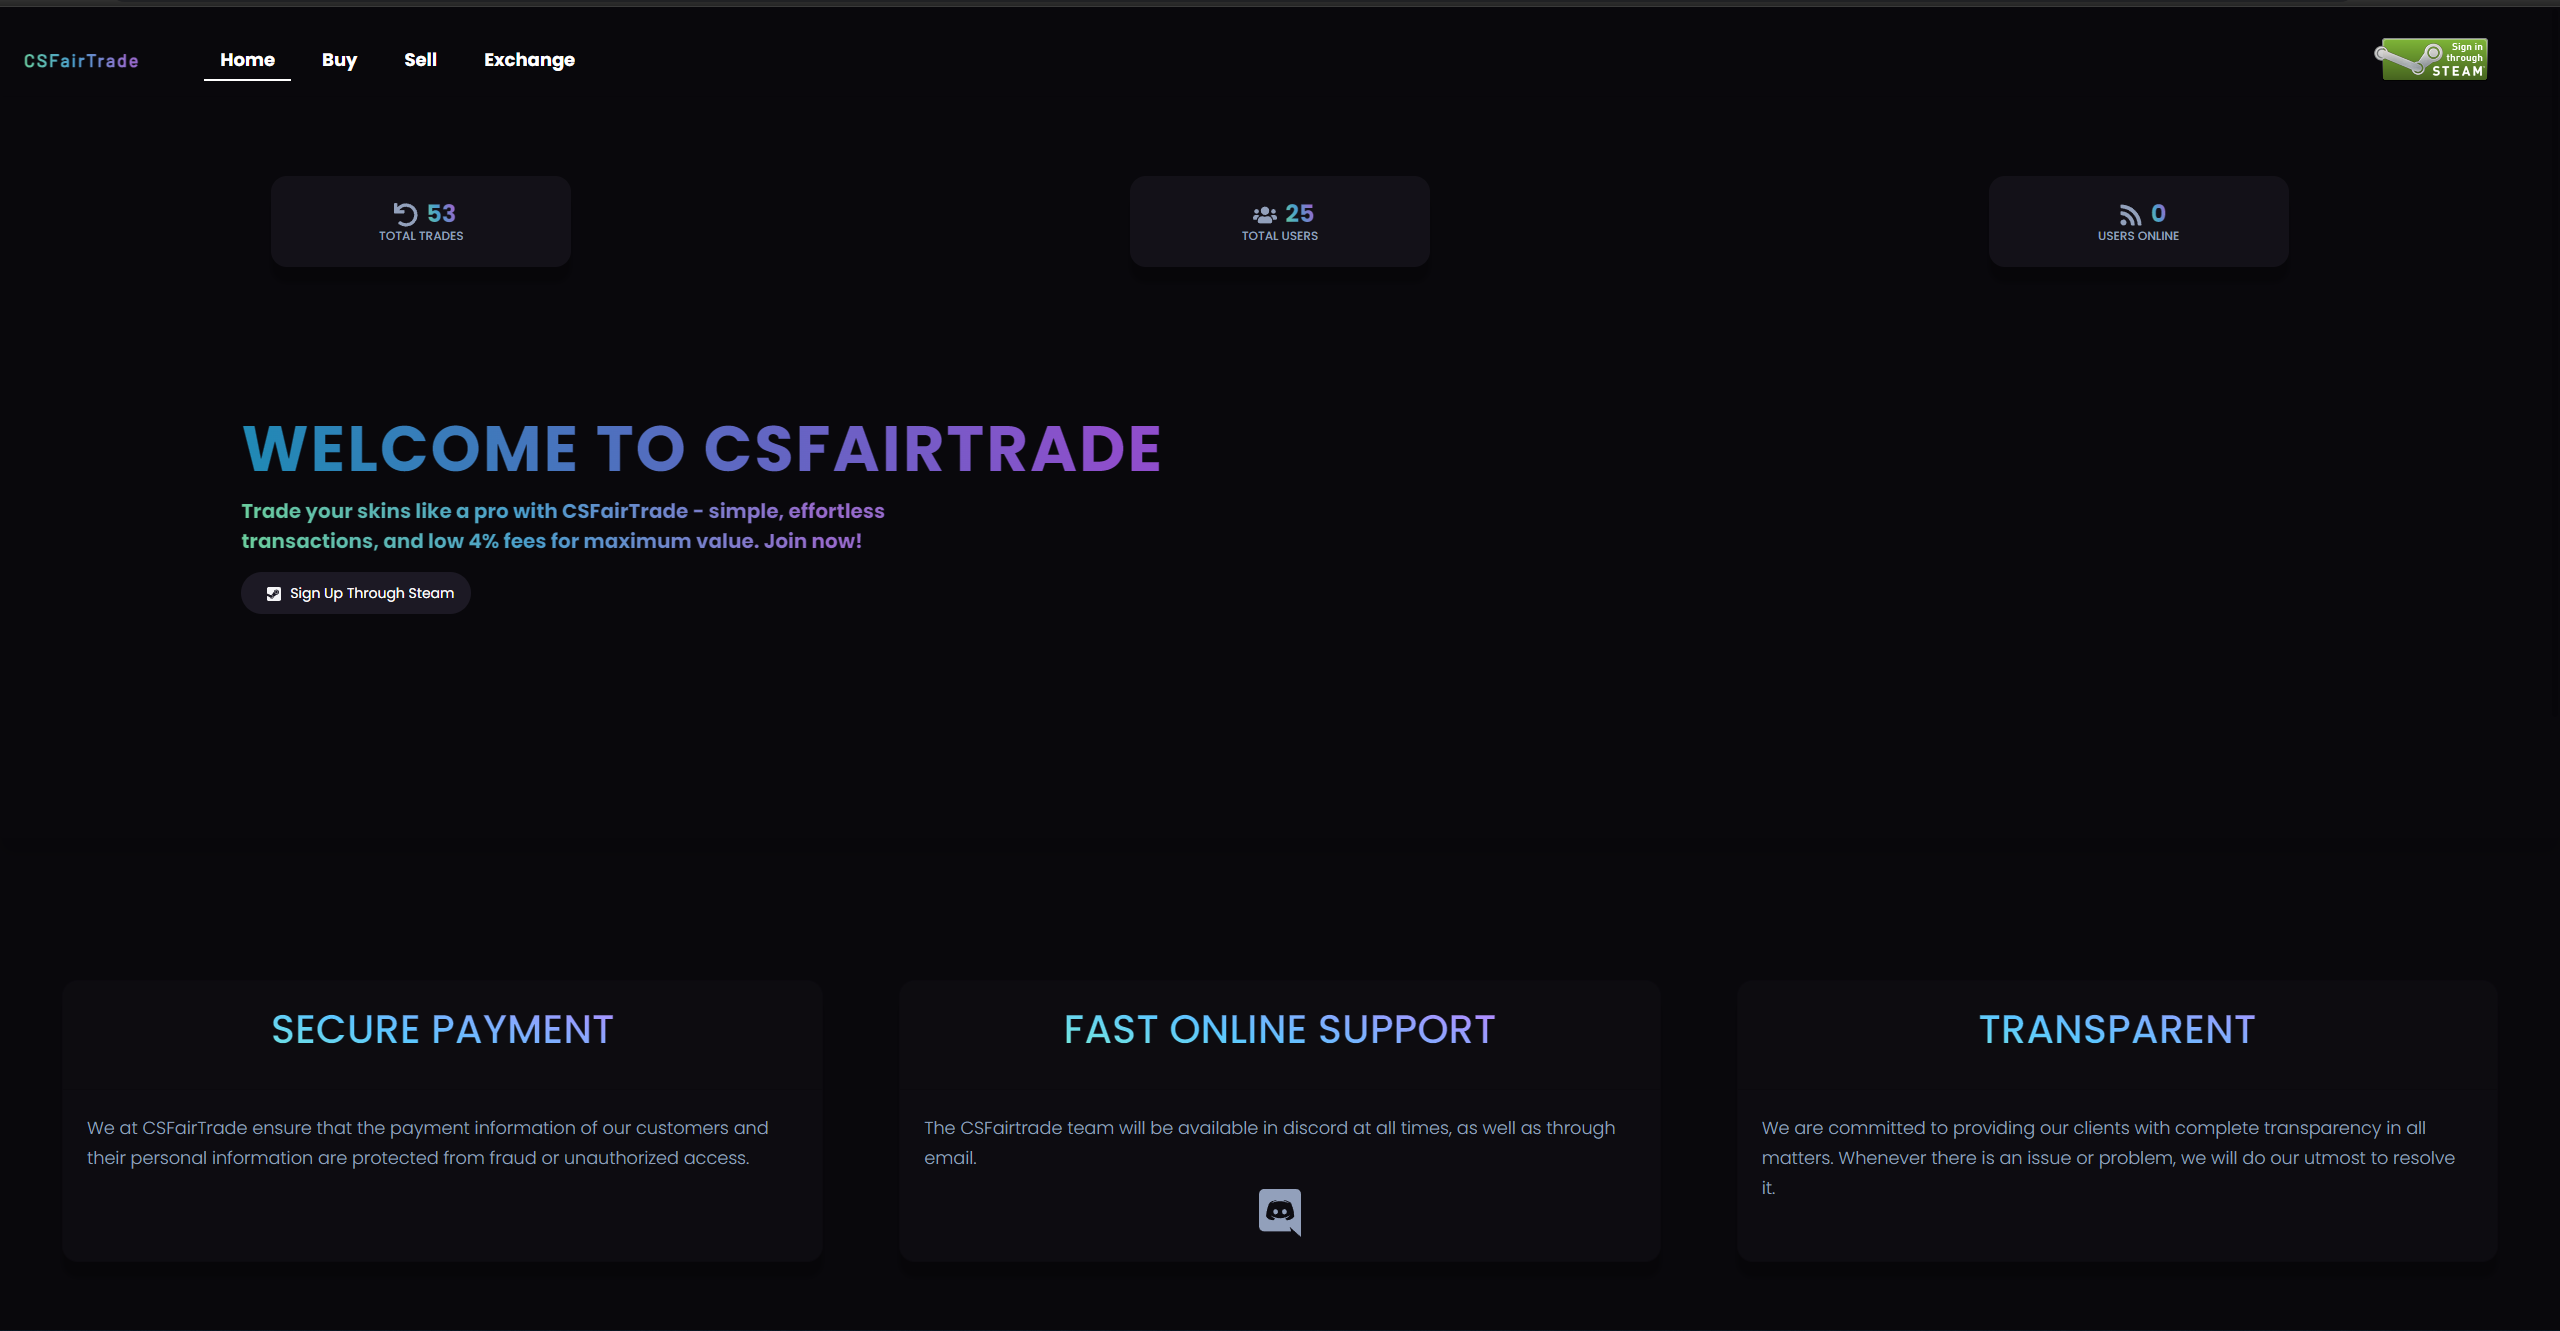 CSFairTrade
Home Buy Sell Exchange
Sign in
through
STEAM
53
TOTAL TRADES
25
TOTAL USERS
0
USERS ONLINE
WELCOME TO CSFAIRTRADE
Trade your skins like a pro with CSFairTrade - simple, effortless
transactions, and low 4% fees for maximum value. Join now!
Sign Up Through Steam
SECURE PAYMENT
We at CSFairTrade ensure that the payment information of our customers and
their personal information are protected from fraud or unauthorized access.
FAST ONLINE SUPPORT
The CSFairtrade team will be available in discord at all times, as well as through
email.
TRANSPARENT
We are committed to providing our clients with complete transparency in all
matters. Whenever there is an issue or problem, we will do our utmost to resolve
it.